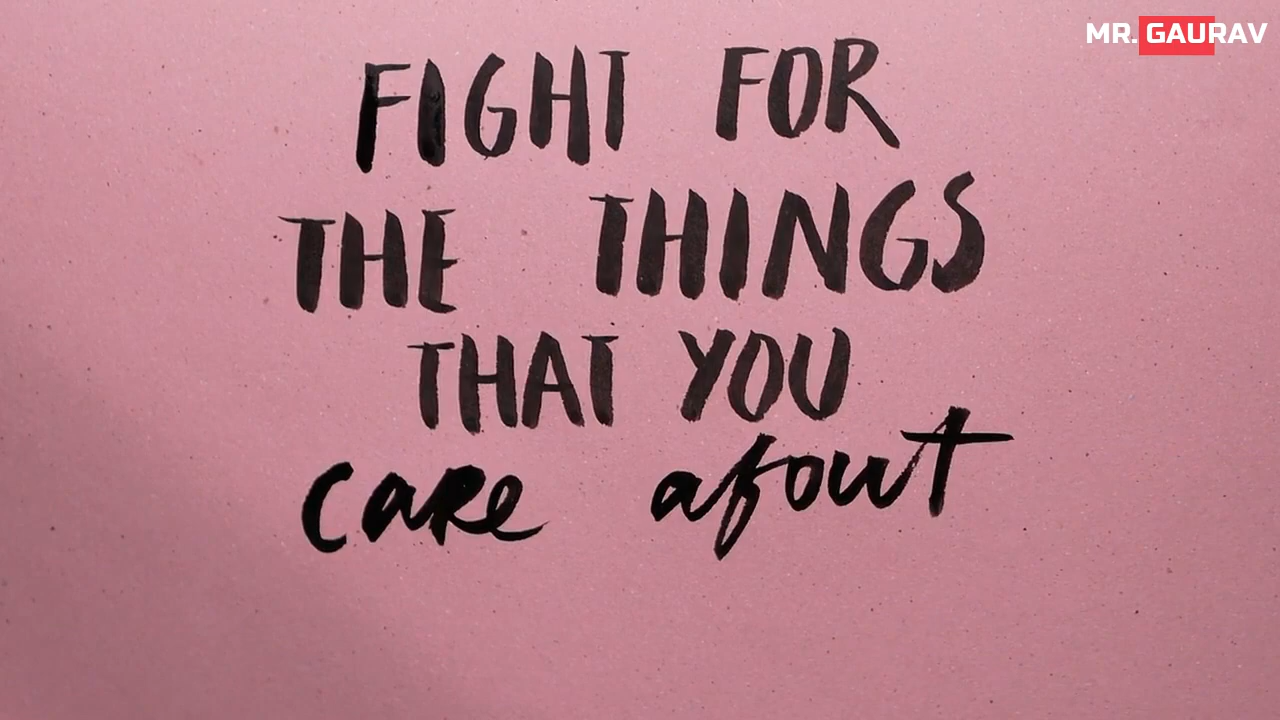 MR. GAURAV
FIGHT FOR
THE THINGS
THAT YOU
care about